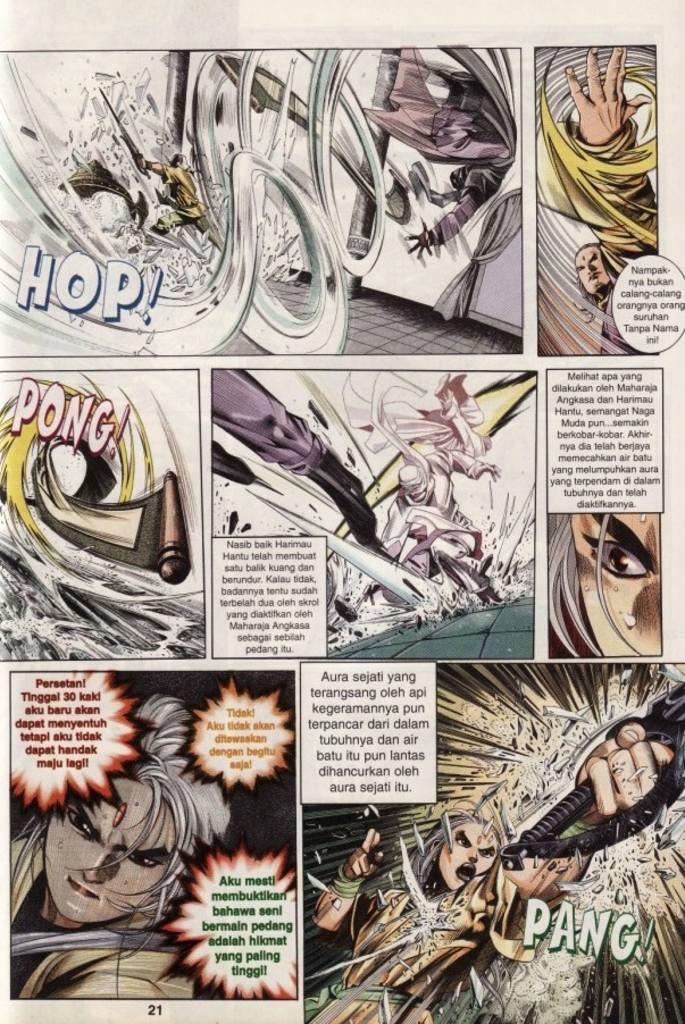 HOP!
Nampak-
nya bukan
calang-calang
orangnya orang
suruhan
Tanpa Nama
ini!
PONG!
Nasib baik Harimau
Hantu telah membuat
satu balik kuang dan
berundur. Kalau tidak,
badannya tentu sudah
terbelah dua oleh skrol
yang diaktifkan oleh
Maharaja Angkasa
sebagai sebilah
pedang itu.
Melihat apa yang
dilakukan oleh Maharaja
Angkasa dan Harimau
Hantu, semangat Naga
Muda pun...semakin
berkobar-kobar. Akhir-
nya dia telah berjaya
memecahkan air batu
yang melumpuhkan aura
yang terpendam di dalam
tubuhnya dan telah
diaktifkannya.
Persetan!
Tinggal 30 kaki
aku baru akan
dapat menyentuh
tetapi aku tidak
dapat handak
maju lagi!
Tidak!
Aku tidak akan
ditewaskan
dengan begitu
saja!
Aku mesti
membuktikan
bahawa seni
bermain pedang
adalah hikmat
yang paling
tinggi!
Aura sejati yang
terangsang oleh api
kegeramannya pun
terpancar dari dalam
tubuhnya dan air
batu itu pun lantas
dihancurkan oleh
aura sejati itu.
PANG!
21